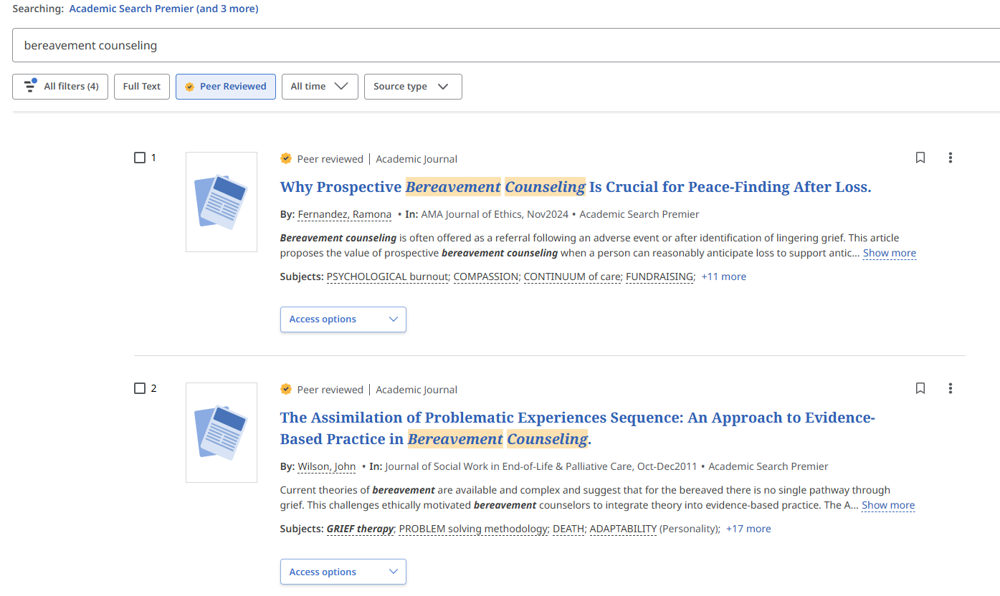 Searching: Academic Search Premier (and 3 more)
bereavement counseling
All filters (4) Full Text Peer Reviewed All time Source type
1 Peer reviewed | Academic Journal
Why Prospective Bereavement Counseling Is Crucial for Peace-Finding After Loss.
By: Fernandez, Ramona • In: AMA Journal of Ethics, Nov2024 • Academic Search Premier
Bereavement counseling is often offered as a referral following an adverse event or after identification of lingering grief. This article
proposes the value of prospective bereavement counseling when a person can reasonably anticipate loss to support antic... Show more
Subjects: PSYCHOLOGICAL burnout; COMPASSION; CONTINUUM of care; FUNDRAISING; +11 more
Access options
2 Peer reviewed | Academic Journal
The Assimilation of Problematic Experiences Sequence: An Approach to Evidence-
Based Practice in Bereavement Counseling.
By: Wilson, John • In: Journal of Social Work in End-of-Life & Palliative Care, Oct-Dec2011 • Academic Search Premier
Current theories of bereavement are available and complex and suggest that for the bereaved there is no single pathway through
grief. This challenges ethically motivated bereavement counselors to integrate theory into evidence-based practice. The A... Show more
Subjects: GRIEF therapy; PROBLEM solving methodology; DEATH; ADAPTABILITY (Personality); +17 more
Access options